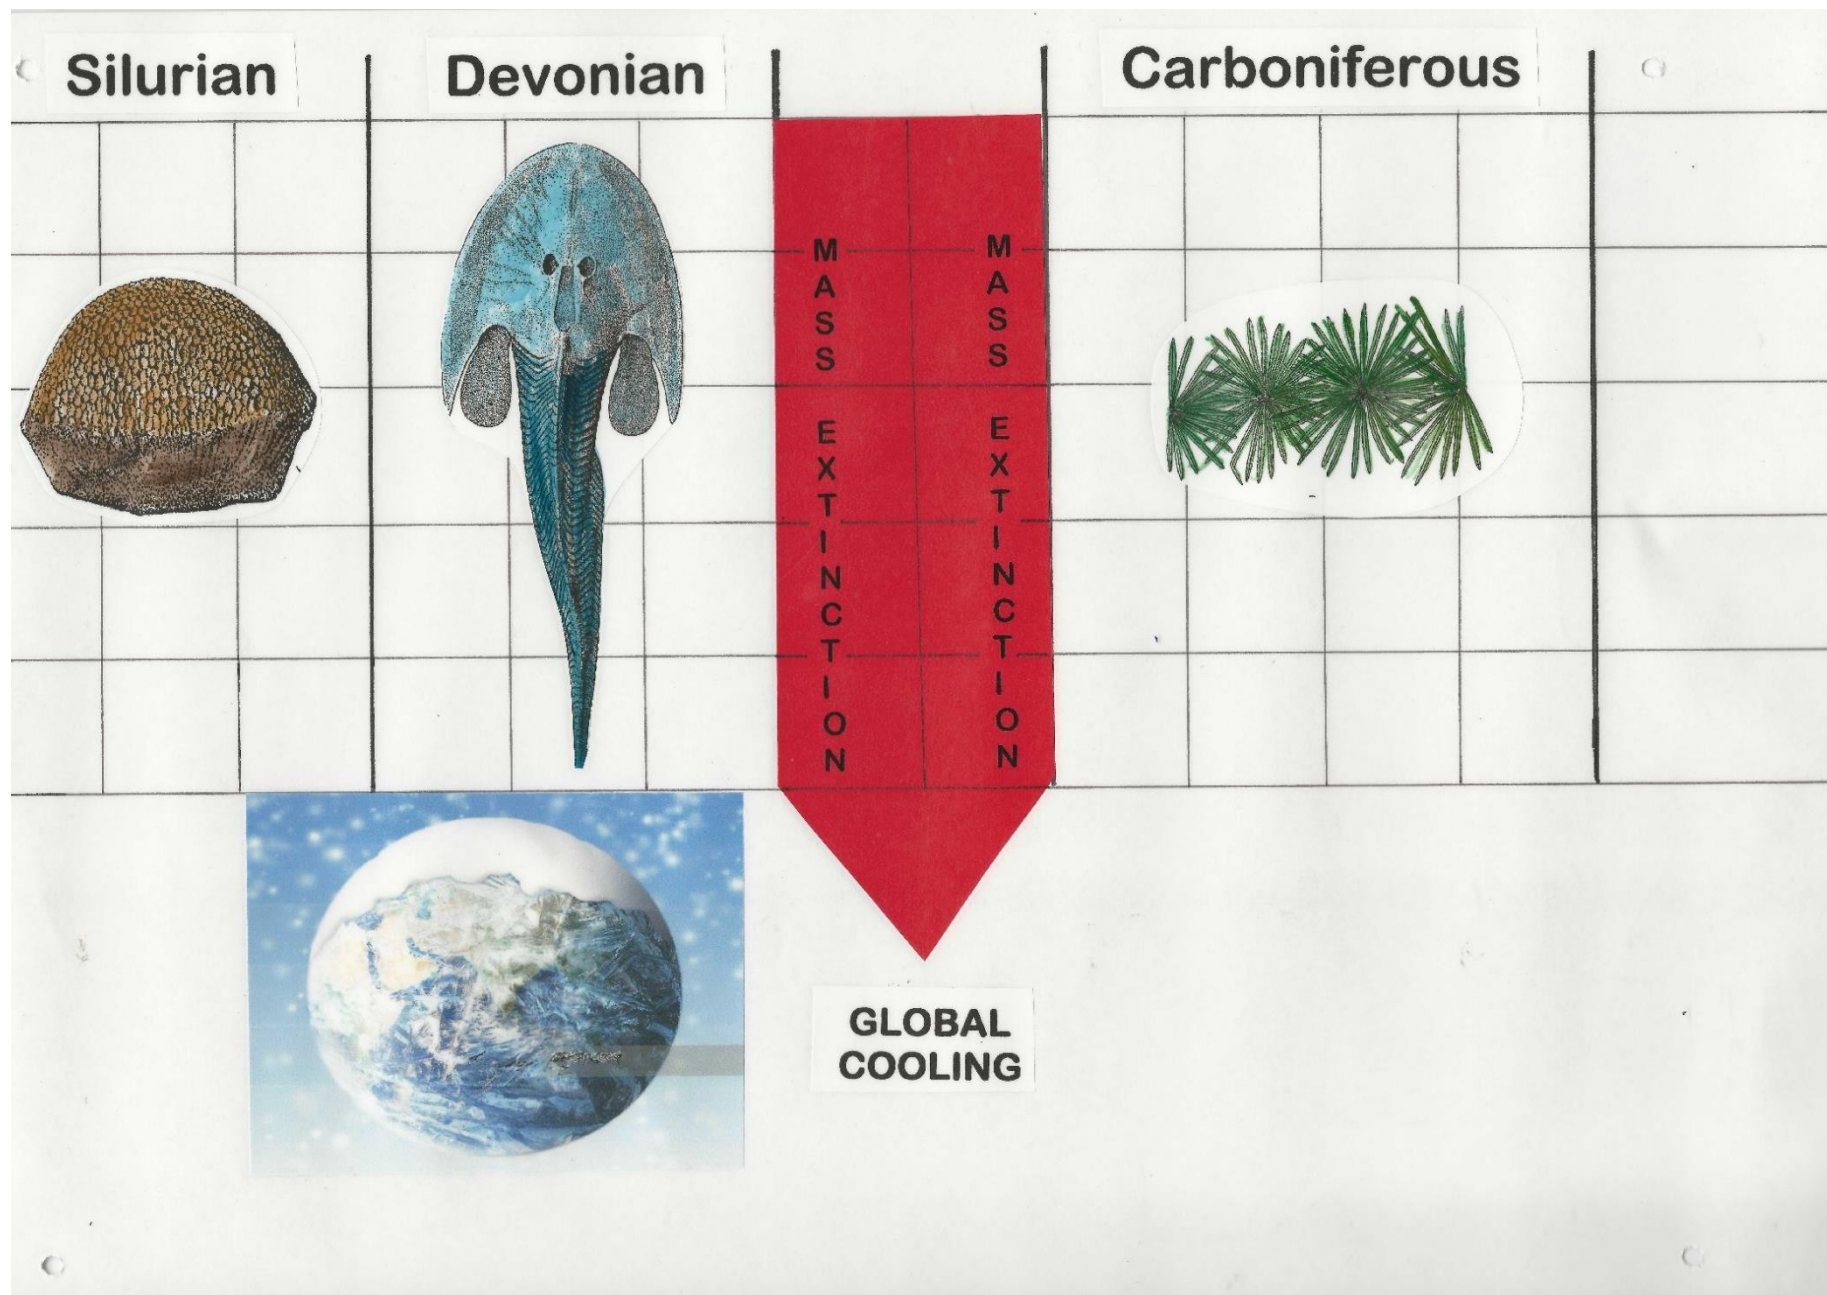 Silurian
Devonian
Carboniferous
MASS EXTINCTION
MASS EXTINCTION
GLOBAL
COOLING